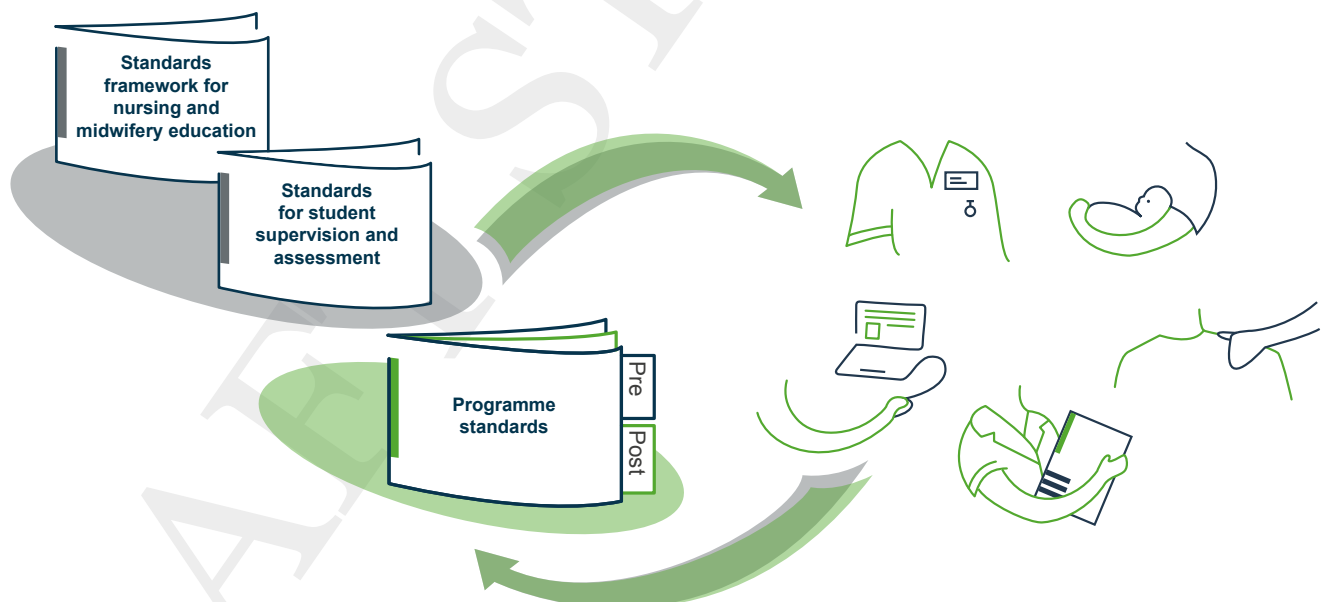 Standards
framework for
nursing and
midwifery education
Standards
for student
supervision and
assessment
Programme
standards
Pre
Post